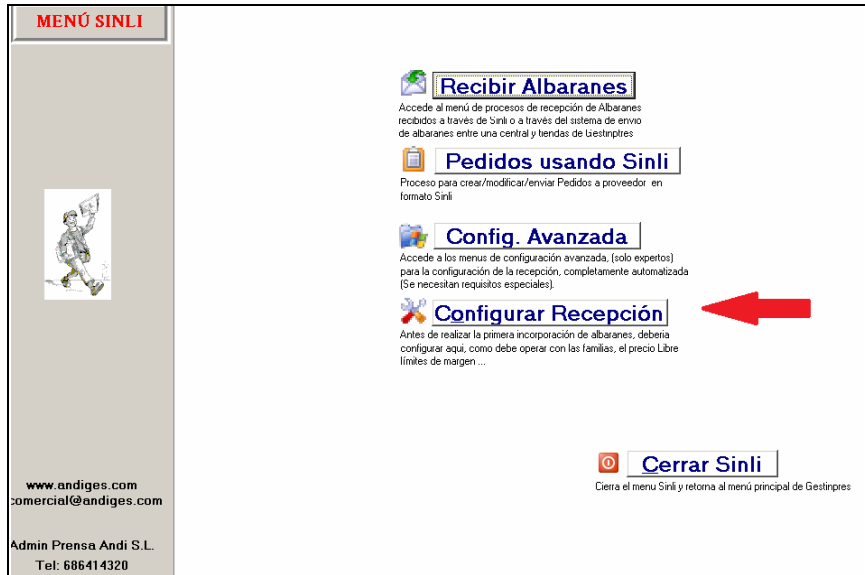 MENÚ SINLI
Recibir Albaranes
Accede al menú de procesos de recepción de Albaranes
recibidos a través de Sinli o a través del sistema de envio
de albaranes entre una central y tiendas de Gestinptres
Pedidos usando Sinli
Proceso para crear/modificar/enviar Pedidos a proveedor en
formato Sinli
Config. Avanzada
Accede a los menus de configuración avanzada, (solo expertos)
para la configuración de la recepción, completamente automatizada
(Se necesitan requisitos especiales).
Configurar Recepción
Antes de realizar la primera incorporación de albaranes, deberia
configurar aqui, como debe operar con las familias, el precio Libre
límites de margen ...
Cerrar Sinli
Cierra el menu Sinli y retorna al menú principal de Gestinpres
www.andiges.com
comercial@andiges.com
Admin Prensa Andi S.L.
Tel: 686414320